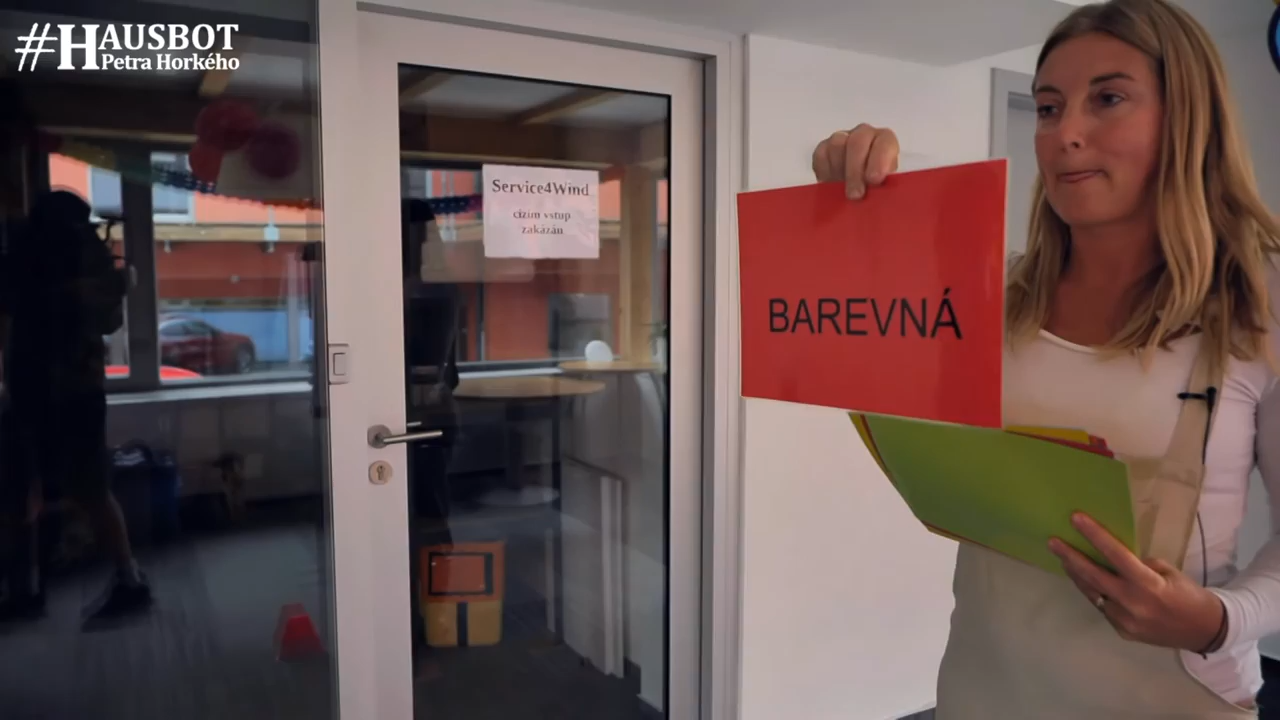 #HAUSBOT
Petra Horkého
Service4Wind
cizím vstup
zakázán
BAREVNÁ